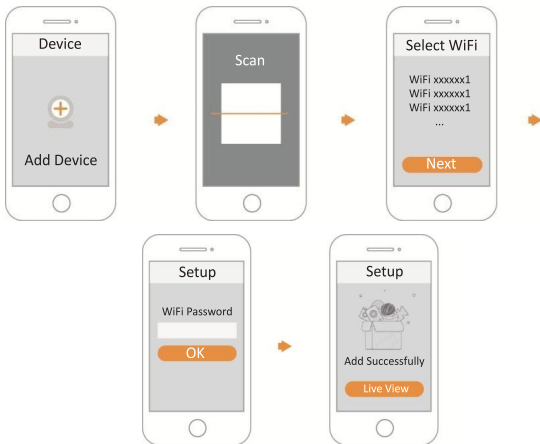 Device
Add Device
Scan
Select WiFi
WiFi xxxxxx1
WiFi xxxxxx1
WiFi xxxxxx1
...
Next
Setup
WiFi Password
OK
Setup
Add Successfully
Live View